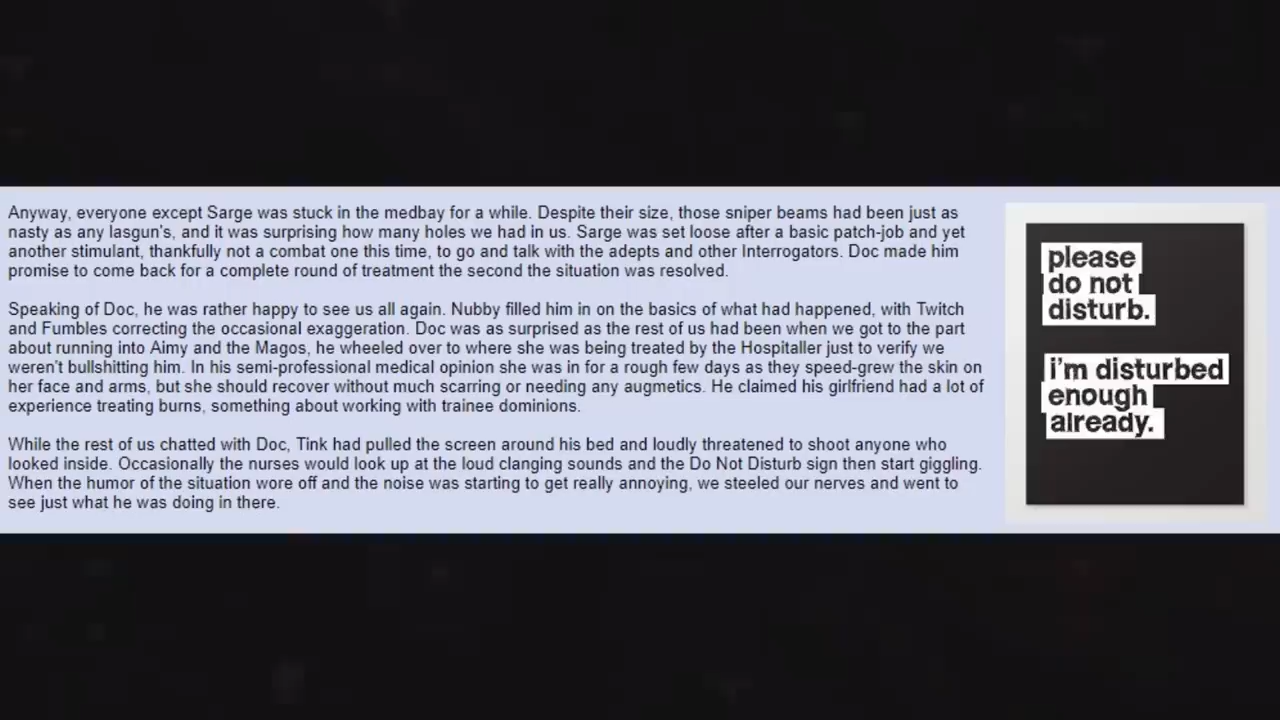 Anyway, everyone except Sarge was stuck in the medbay for a while. Despite their size, those sniper beams had been just as
nasty as any lasgun's, and it was surprising how many holes we had in us. Sarge was set loose after a basic patch-job and yet
another stimulant, thankfully not a combat one this time, to go and talk with the adepts and other Interrogators. Doc made him
promise to come back for a complete round of treatment the second the situation was resolved.
Speaking of Doc, he was rather happy to see us all again. Nubby filled him in on the basics of what had happened, with Twitch
and Fumbles correcting the occasional exaggeration. Doc was as surprised as the rest of us had been when we got to the part
about running into Aimy and the Magos, he wheeled over to where she was being treated by the Hospitaller just to verify we
weren't bullshitting him. In his semi-professional medical opinion she was in for a rough few days as they speed-grew the skin on
her face and arms, but she should recover without much scarring or needing any augmetics. He claimed his girlfriend had a lot of
experience treating burns, something about working with trainee dominions.
While the rest of us chatted with Doc, Tink had pulled the screen around his bed and loudly threatened to shoot anyone who
looked inside. Occasionally the nurses would look up at the loud clanging sounds and the Do Not Disturb sign then start giggling.
When the humor of the situation wore off and the noise was starting to get really annoying, we steeled our nerves and went to
see just what he was doing in there.
please
do not
disturb.
i'm disturbed
enough
already.